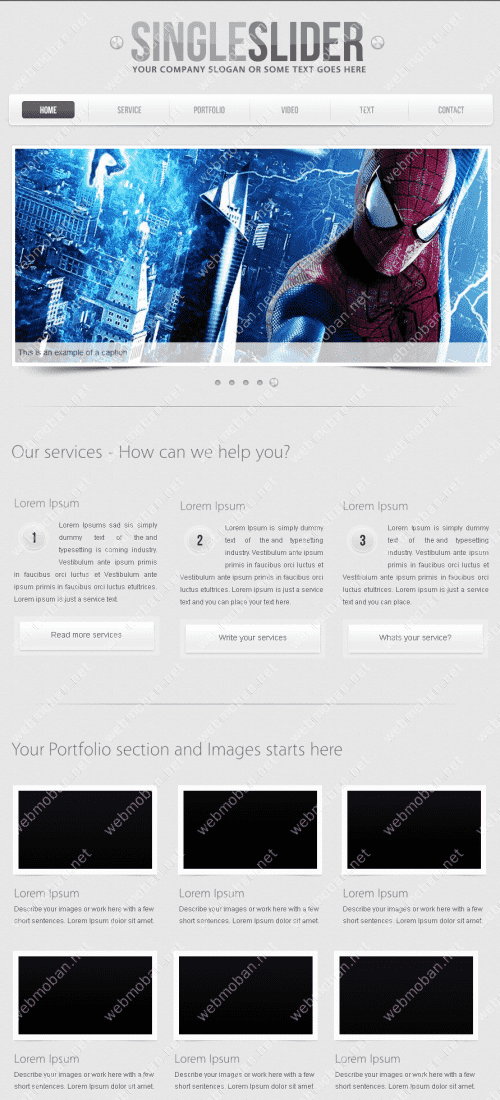 SINGLESLIDER
YOUR COMPANY SLOGAN OR SOME TEXT GOES HERE
HOME SERVICE PORTFOLIO VIDEO TEXT CONTACT
This is an example of a caption
Our services - How can we help you?
Lorem Ipsum
1
Lorem Ipsums sad sis simply
dummy text of the and
typesetting is coming industry.
Vestibulum ante ipsum primis
in faucibus orci luctus et Vestibulum ante
ipsum primis in faucibus orci luctus etultrices.
Lorem ipsum is just a service text.
Read more services
Lorem Ipsum
2
Lorem Ipsum is simply dummy
text of the and typesetting
industry. Vestibulum ante ipsum
primis in faucibus orci luctus et
Vestibulum ante ipsum primis in faucibus orci
luctus etultrices. Lorem ipsum is just a service
text and you can place your text here.
Write your services
Lorem Ipsum
3
Lorem Ipsum is simply dummy
text of the and typesetting
industry. Vestibulum ante ipsum
primis in faucibus orci luctus et
Vestibulum ante ipsum primis in faucibus orci
luctus etultrices. Lorem ipsum is just a service
text and you can place.
Whats your service?
Your Portfolio section and Images starts here
webmoban.net
Lorem Ipsum
Describe your images or work here with a few
short sentences. Lorem Ipsum dolor sit amet.
Lorem Ipsum
Describe your images or work here with a few
short sentences. Lorem Ipsum dolor sit amet.
Lorem Ipsum
Describe your images or work here with a few
short sentences. Lorem Ipsum dolor sit amet.
webmoban.net
Lorem Ipsum
Describe your images or work here with a few
short sentences. Lorem Ipsum dolor sit amet.
Lorem Ipsum
Describe your images or work here with a few
short sentences. Lorem Ipsum dolor sit amet.
Lorem Ipsum
Describe your images or work here with a few
short sentences. Lorem Ipsum dolor sit amet.